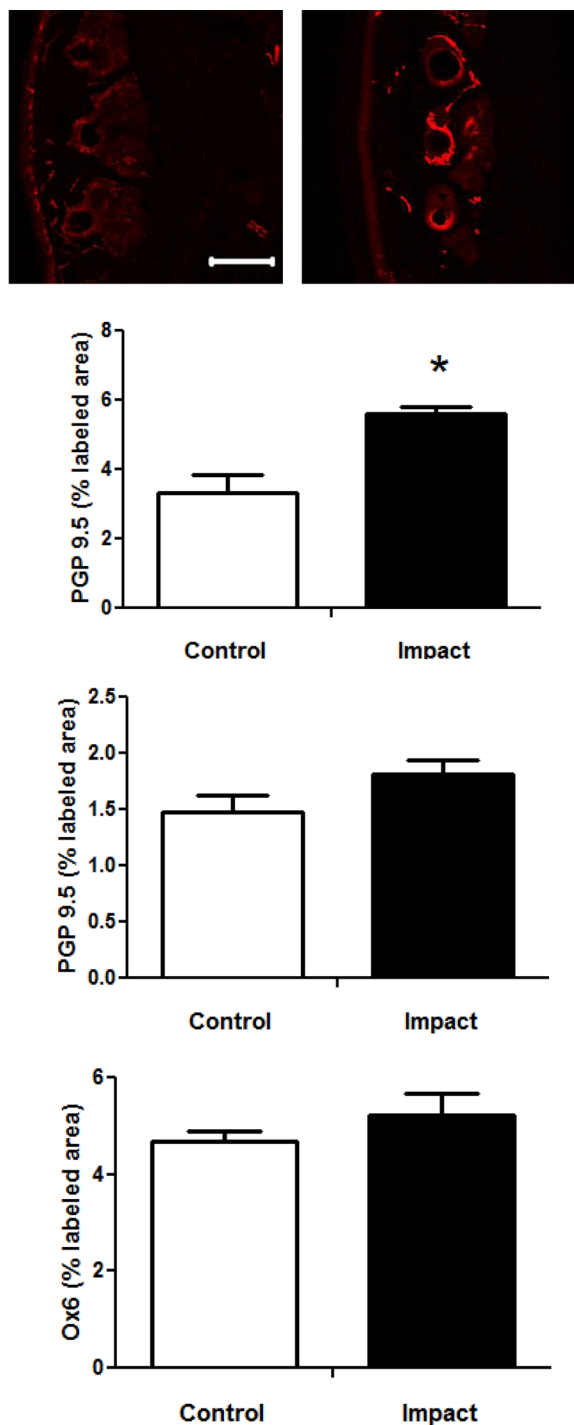 PGP 9.5 (% labeled area)
8
6
4
2
0
*
Control Impact
PGP 9.5 (% labeled area)
2.5
2.0
1.5
1.0
0.5
0.0
Control Impact
Ox6 (% labeled area)
6
4
2
0
Control Impact